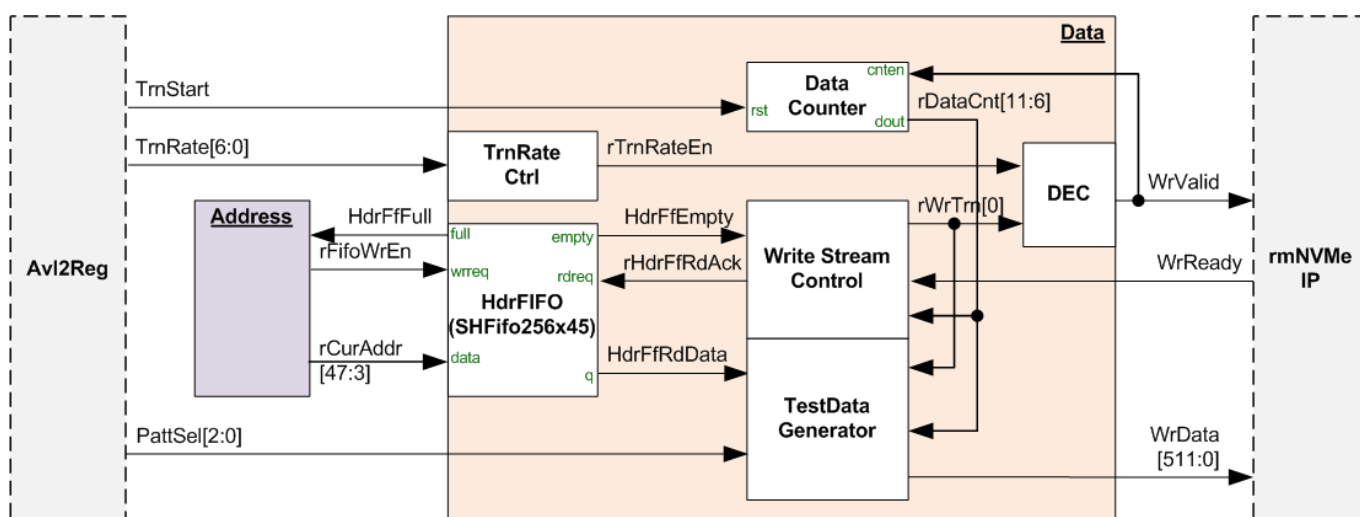 Data
TrnStart
cnten
Data
Counter
rst
dout
rDataCnt[11:6]
TrnRate[6:0]
TrnRate
Ctrl
rTrnRateEn
DEC
WrValid
Address
HdrFfFull
full
empty
HdrFfEmpty
rWrTrn[0]
Avl2Reg
rFifoWrEn
wrreq
rdreq
rHdrFfRdAck
Write Stream
Control
WrReady
rmNVMe
IP
HdrFIFO
(SHFifo256x45)
rCurAddr
[47:3]
data
q
HdrFfRdData
TestData
Generator
PattSel[2:0]
WrData
[511:0]